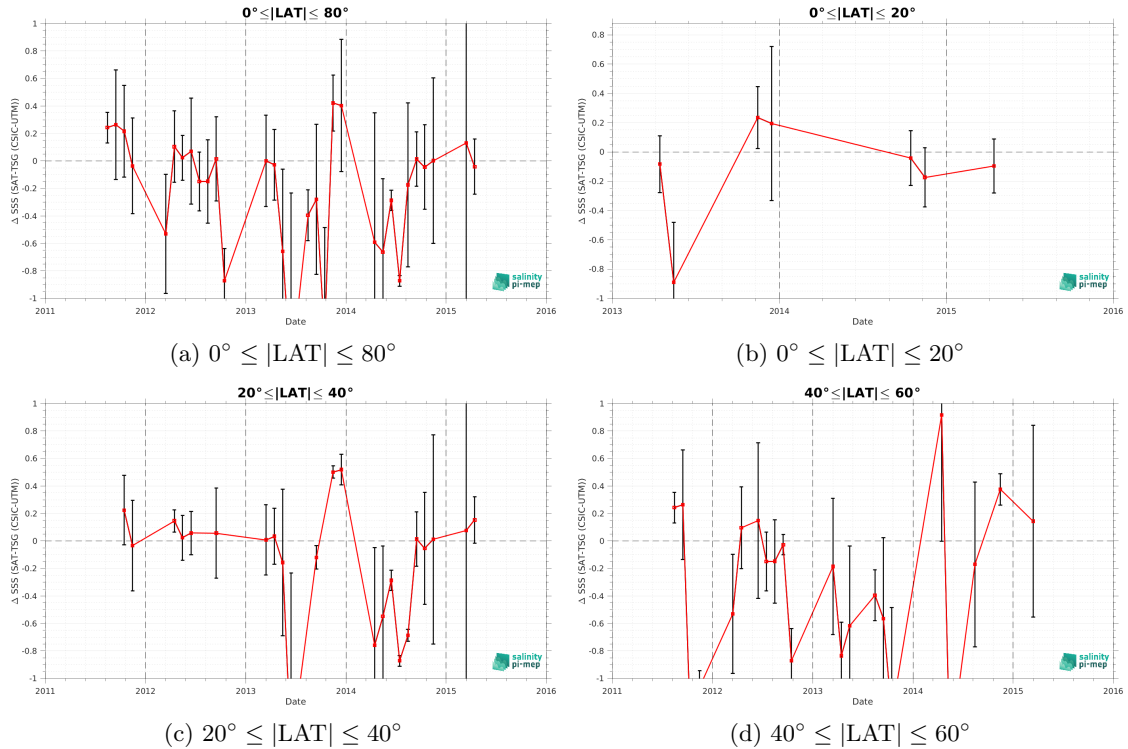 0°≤|LAT|≤ 80°
Δ SSS (SAT-TSG (CSIC-UTM))
1
0.8
0.6
0.4
0.2
0
-0.2
-0.4
-0.6
-0.8
-1
2011
2012
2013
2014
2015
2016
Date
salinity
pi-mep
(a) 0° ≤ |LAT| ≤ 80°
0°≤|LAT|≤ 20°
Δ SSS (SAT-TSG (CSIC-UTM))
0.8
0.6
0.4
0.2
0
-0.2
-0.4
-0.6
-0.8
-1
2013
2014
2015
2016
Date
salinity
pi-mep
(b) 0° ≤ |LAT| ≤ 20°
20°≤|LAT|≤ 40°
Δ SSS (SAT-TSG (CSIC-UTM))
1
0.8
0.6
0.4
0.2
0
-0.2
-0.4
-0.6
-0.8
-1
2011
2012
2013
2014
2015
2016
Date
salinity
pi-mep
(c) 20° ≤ |LAT| ≤ 40°
40°≤|LAT|≤ 60°
Δ SSS (SAT-TSG (CSIC-UTM))
1
0.8
0.6
0.4
0.2
0
-0.2
-0.4
-0.6
-0.8
-1
2011
2012
2013
2014
2015
2016
Date
salinity
pi-mep
(d) 40° ≤ |LAT| ≤ 60°